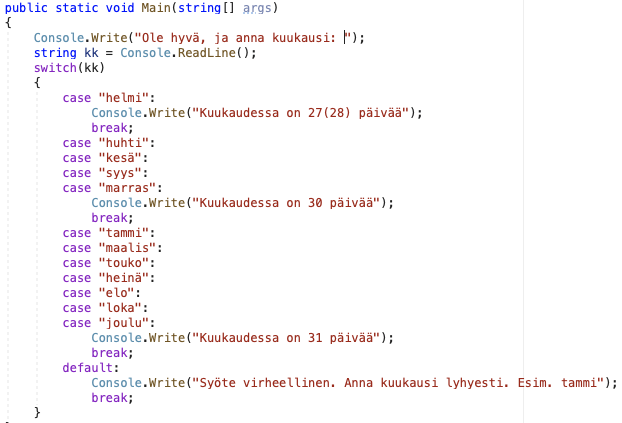 public static void Main(string[] args)
{
Console.Write("Ole hyvä, ja anna kuukausi: ");
string kk = Console.ReadLine();
switch(kk)
{
case "helmi":
Console.Write("Kuukaudessa on 27(28) päivää");
break;
case "huhti":
case "kesä":
case "syys":
case "marras":
Console.Write("Kuukaudessa on 30 päivää");
break;
case "tammi":
case "maalis":
case "touko":
case "heinä":
case "elo":
case "loka":
case "joulu":
Console.Write("Kuukaudessa on 31 päivää");
break;
default:
Console.Write("Syöte virheellinen. Anna kuukausi lyhyesti. Esim. tammi");
break;
}